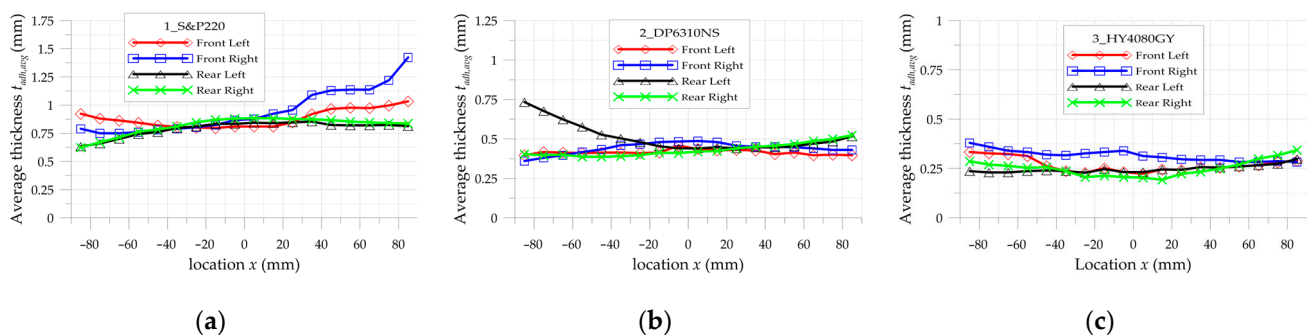 1.75
1.5
1.25
1
0.75
0.5
0.25
0
Average thickness tadh,avg (mm)
1_S&P220
Front Left
Front Right
Rear Left
Rear Right
−80 −60 −40 −20 0 20 40 60 80
location x (mm)
(a)
1.25
1
0.75
0.5
0.25
0
Average thickness tadh,avg (mm)
2_DP6310NS
Front Left
Front Right
Rear Left
Rear Right
−80 −60 −40 −20 0 20 40 60 80
location x (mm)
(b)
1
0.75
0.5
0.25
0
Average thickness tadh,avg (mm)
3_HY4080GY
Front Left
Front Right
Rear Left
Rear Right
−80 −60 −40 −20 0 20 40 60 80
Location x (mm)
(c)